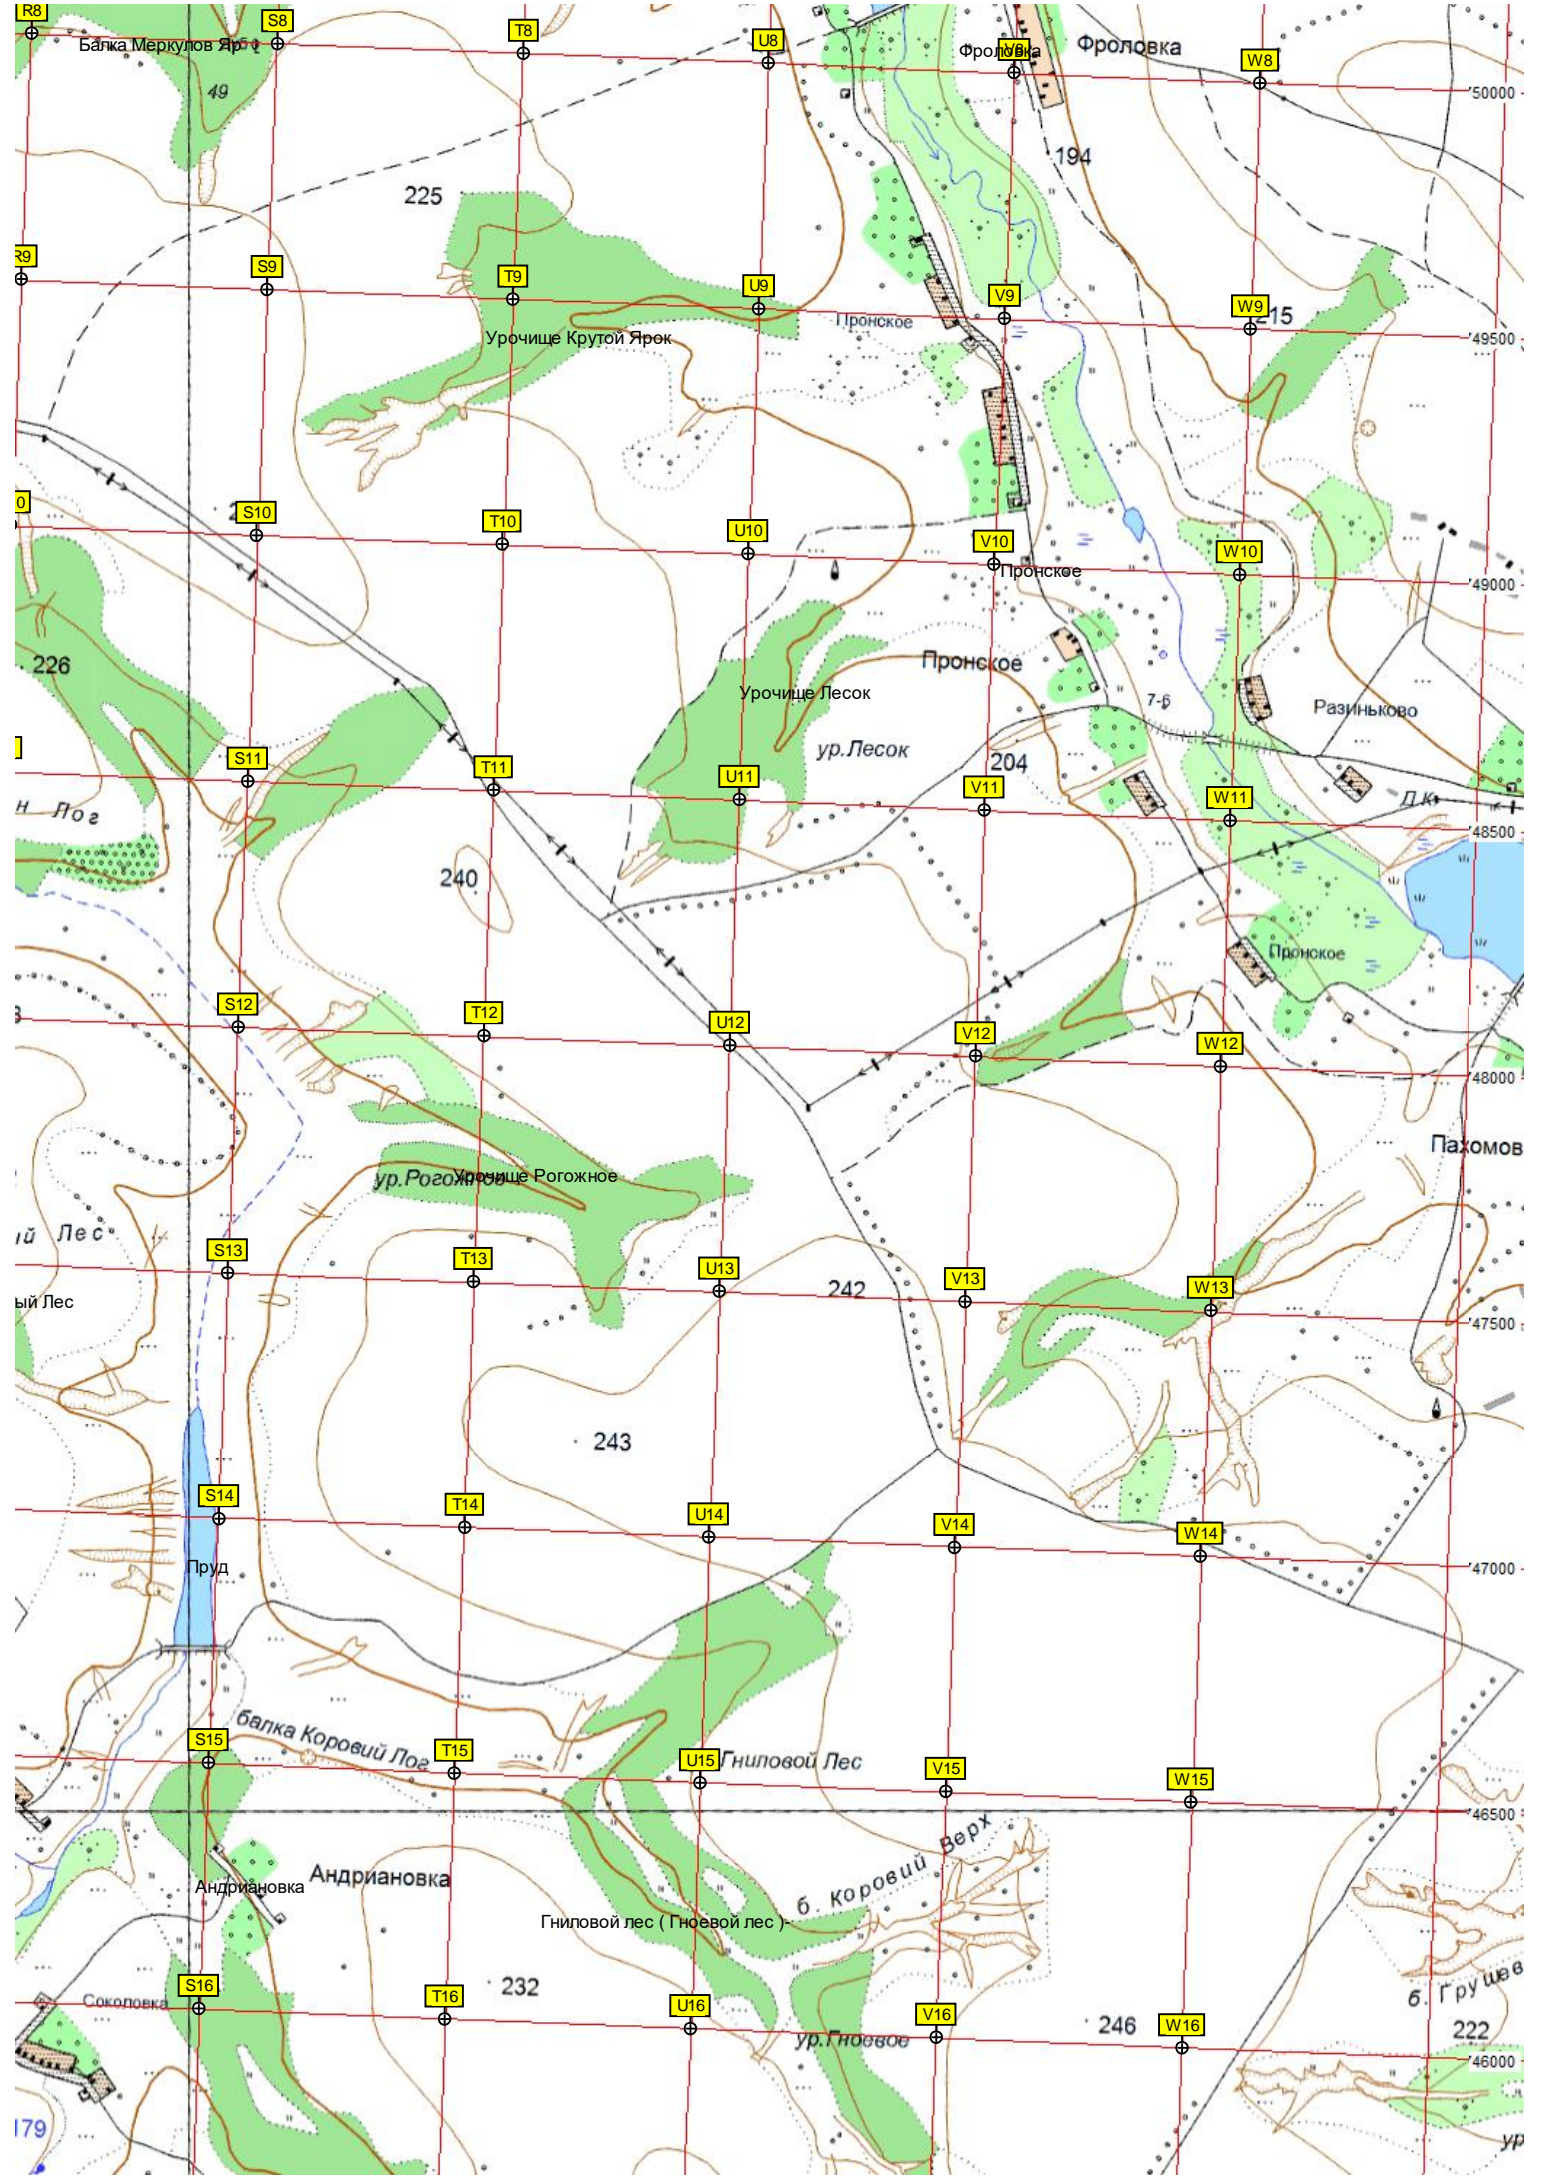 R8
S8
T8
U8
V8
W8
Балка Меркулов Яр
Фроловка
Фроловка
49
50000
194
225
R9
S9
T9
U9
V9
W9
215
Пронское
Урочище Крутой Ярок
49500
S10
T10
U10
V10
W10
Пронское
49000
226
Пронское
Урочище Лесок
ур.Лесок
7-6
Разиньково
204
S11
T11
U11
V11
W11
н Лог
48500
240
Пронское
S12
T12
U12
V12
W12
48000
Пахомов
ур.Рогожное
Урочище Рогожное
ий Лес
S13
T13
U13
V13
W13
242
ый Лес
47500
243
S14
T14
U14
V14
W14
Пруд
47000
балка Коровий Лог
S15
T15
U15
V15
W15
Гниловой Лес
46500
б. Коровий Верх
Андриановка
Андриановка
Гниловой лес ( Гноевой лес )
232
б. Грушев
S16
T16
U16
V16
W16
Соколовка
246
222
ур.Гноевое
46000
179
ур